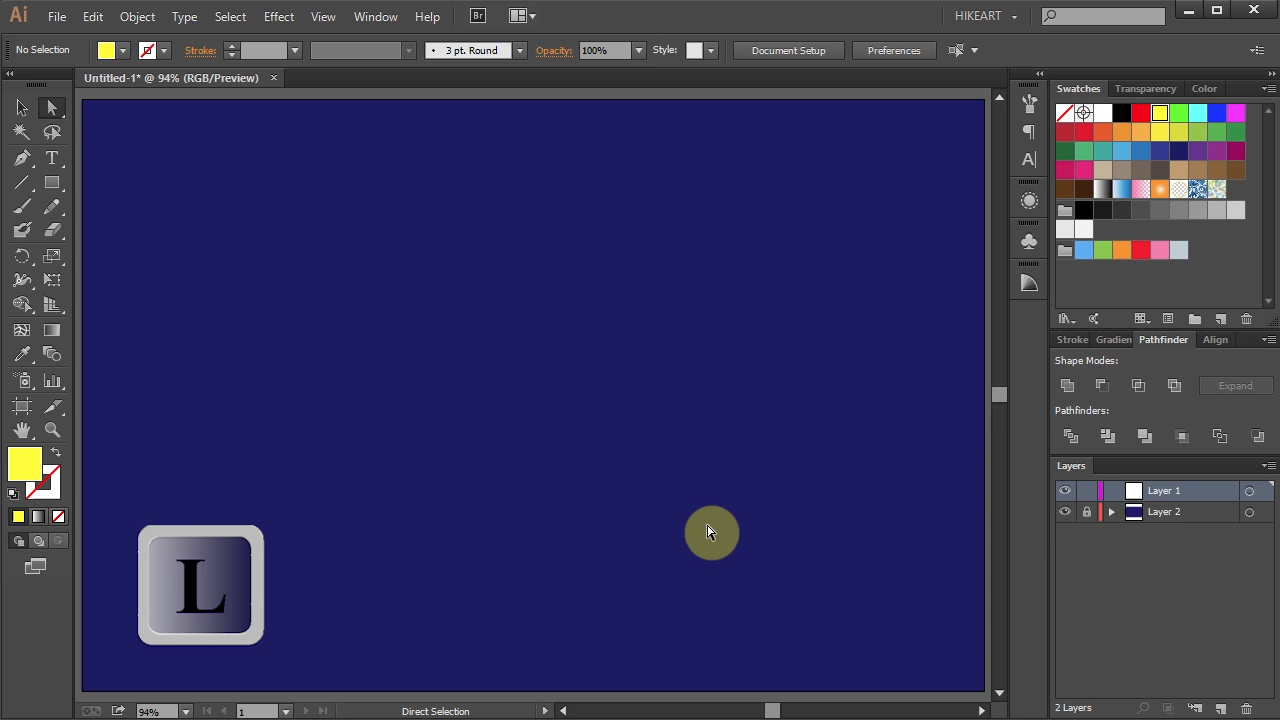 Ai File Edit Object Type Select Effect View Window Help Br HIKEART
No Selection Stroke: 3 pt. Round Opacity: 100% Style: Document Setup Preferences
Untitled-1* @ 94% (RGB/Preview) ×
Swatches Transparency Color
Stroke Gradien Pathfinder Align
Shape Modes:
Expand
Pathfinders:
Layers
Layer 1
Layer 2
L
94% 1 Direct Selection
2 Layers